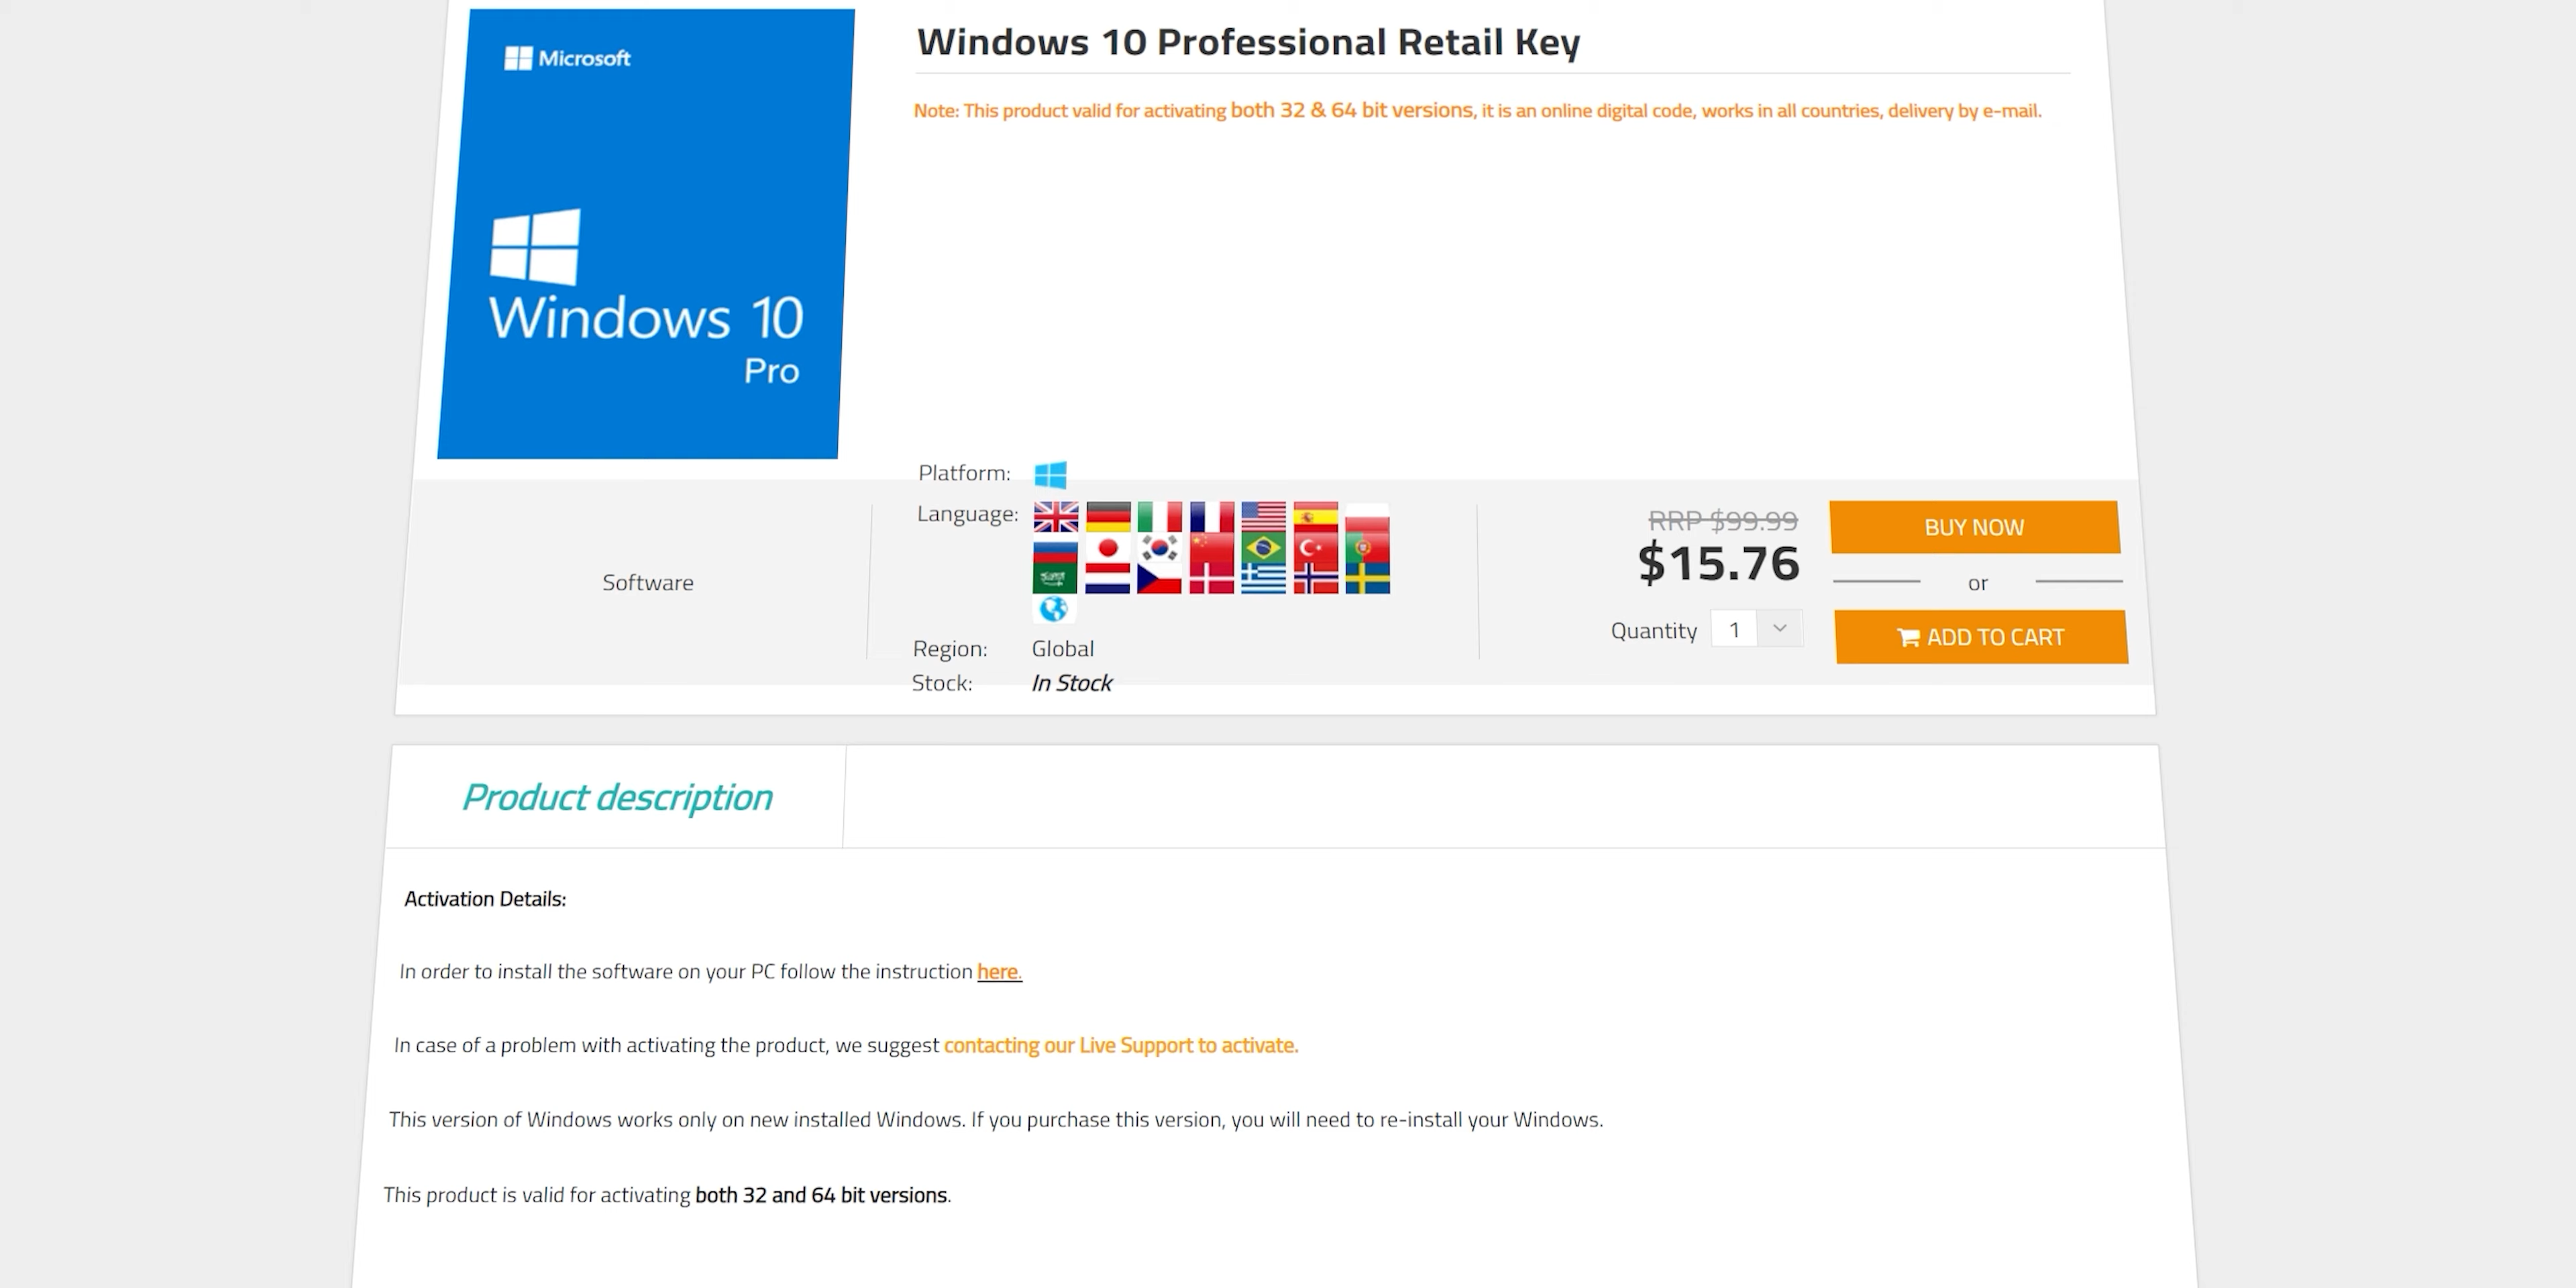 Microsoft
Windows 10
Pro
Windows 10 Professional Retail Key
Note: This product valid for activating both 32 & 64 bit versions, it is an online digital code, works in all countries, delivery by e-mail.
Software
Platform:
Language:
Region: Global
Stock: In Stock
RRP $99.99
$15.76
Quantity 1
BUY NOW
or
ADD TO CART
Product description
Activation Details:
In order to install the software on your PC follow the instruction here.
In case of a problem with activating the product, we suggest contacting our Live Support to activate.
This version of Windows works only on new installed Windows. If you purchase this version, you will need to re-install your Windows.
This product is valid for activating both 32 and 64 bit versions.